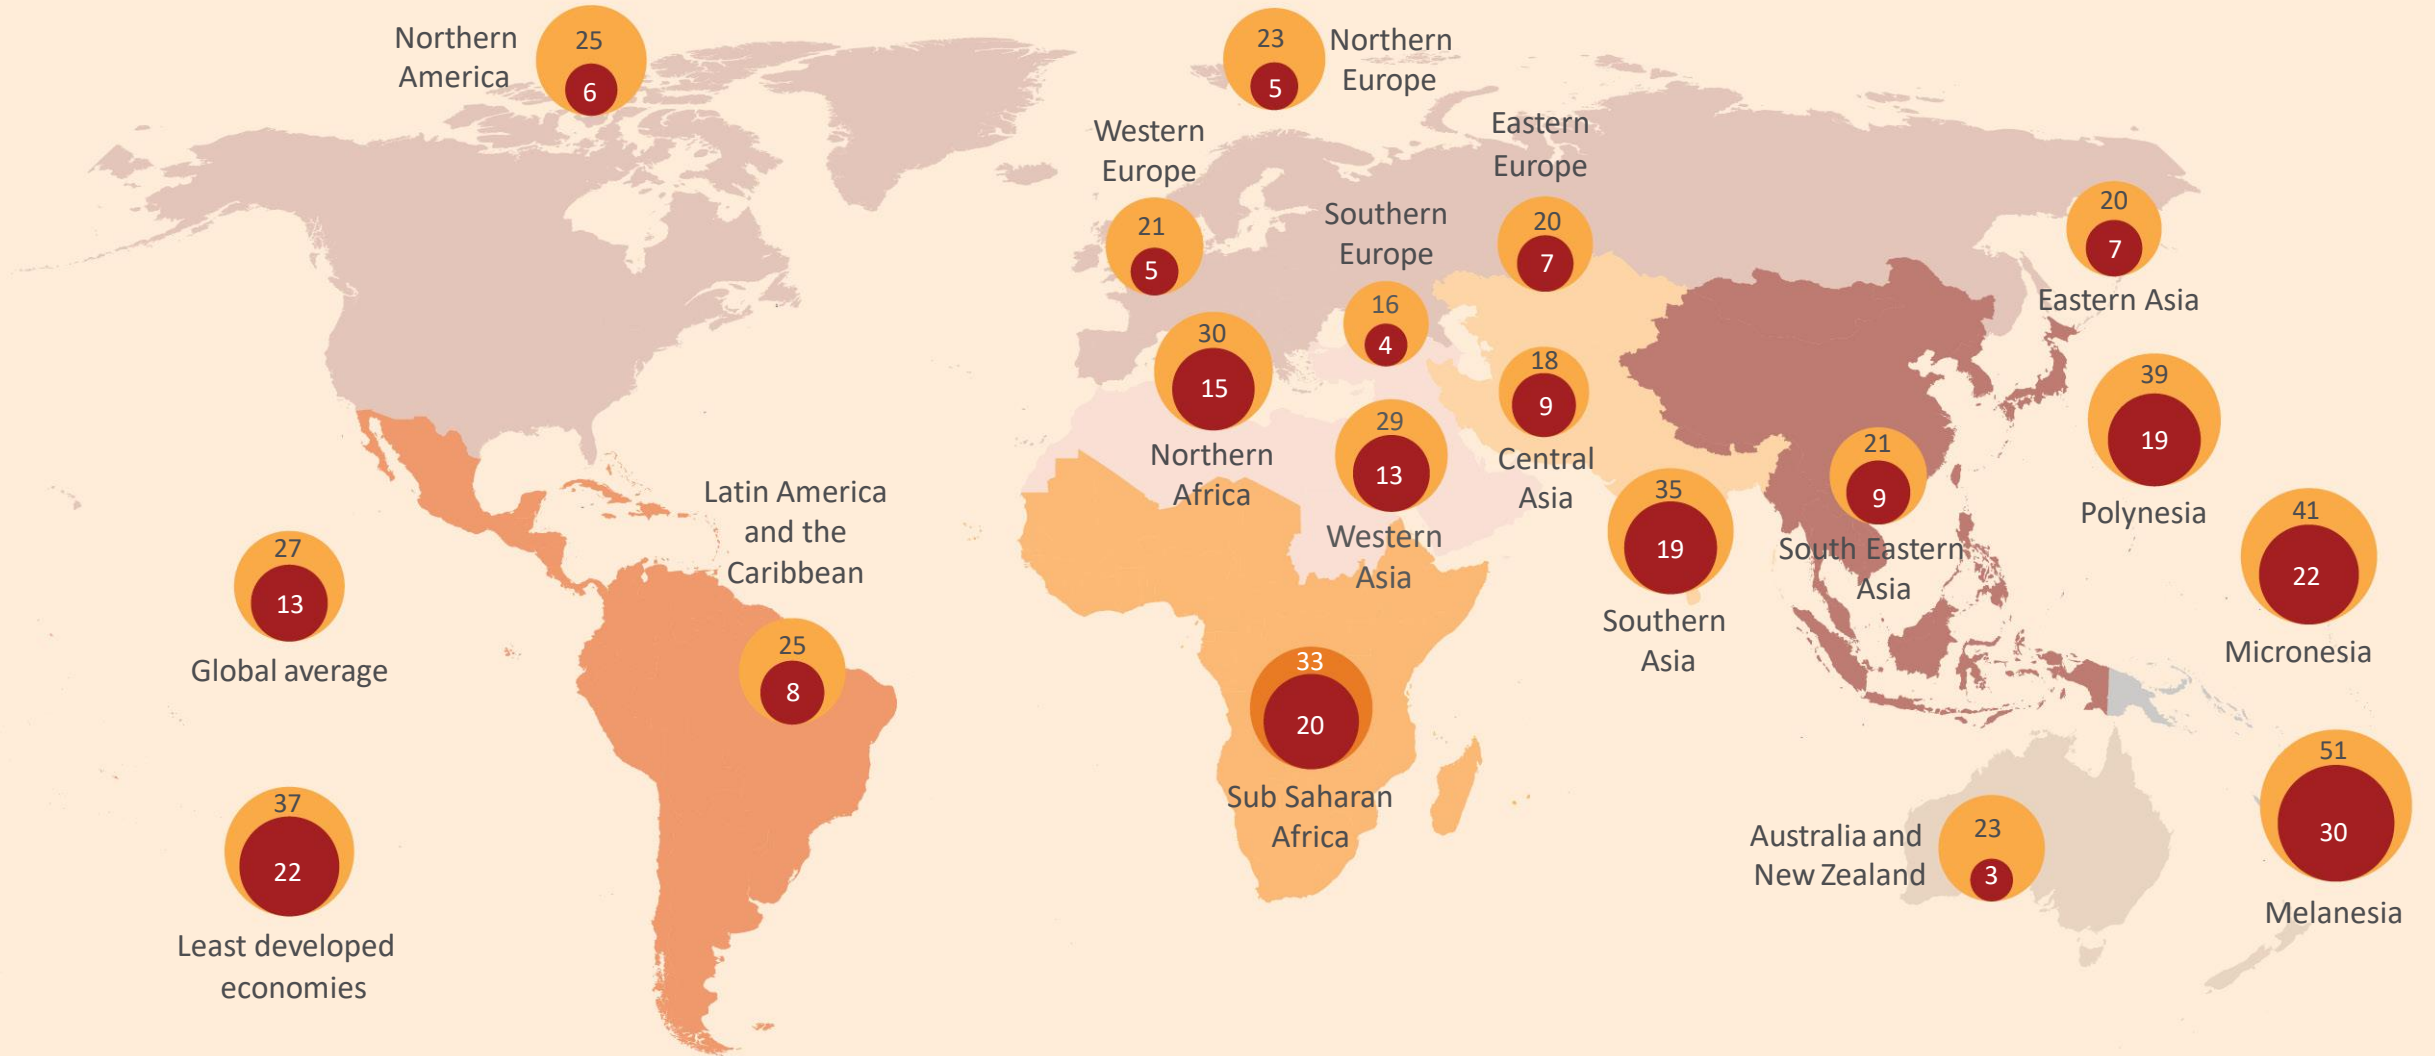 Northern
America
25
6
23
5
Northern
Europe
Western
Europe
21
5
Eastern
Europe
20
7
Southern
Europe
16
4
20
7
Eastern Asia
30
15
Northern
Africa
29
13
Western
Asia
18
9
Central
Asia
39
19
Polynesia
21
9
South Eastern
Asia
35
19
Southern
Asia
41
22
Micronesia
Latin America
and the
Caribbean
25
8
27
13
Global average
33
20
Sub Saharan
Africa
37
22
Least developed
economies
Australia and
New Zealand
23
3
51
30
Melanesia